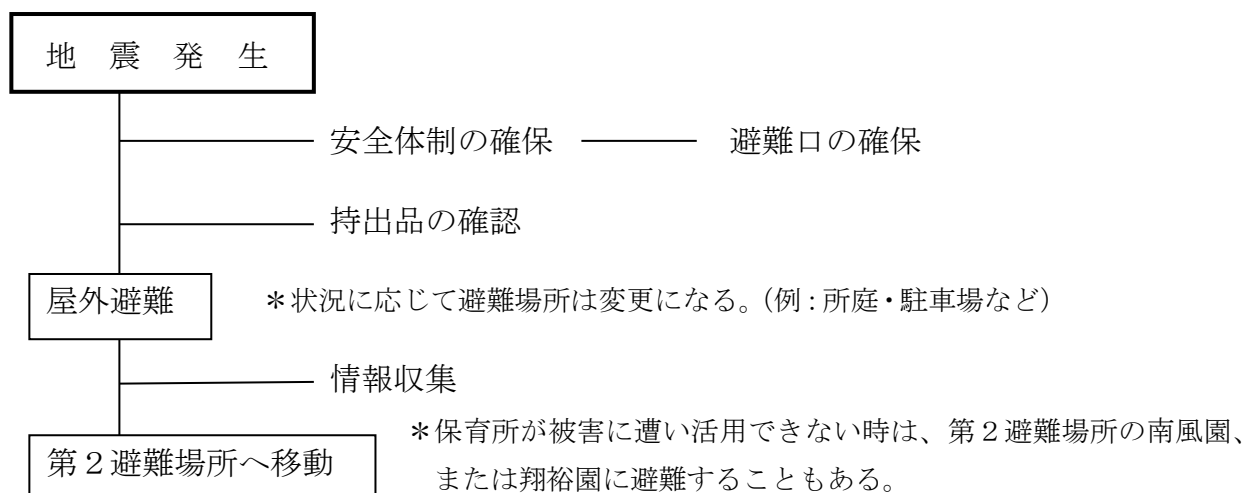 地　震　発　生
安全体制の確保　避難口の確保
持出品の確認
屋外避難　＊状況に応じて避難場所は変更になる。（例：所庭・駐車場など）
情報収集
＊保育所が被害に遭い活用できない時は、第２避難場所の南風園、
第２避難場所へ移動　または翔裕園に避難することもある。